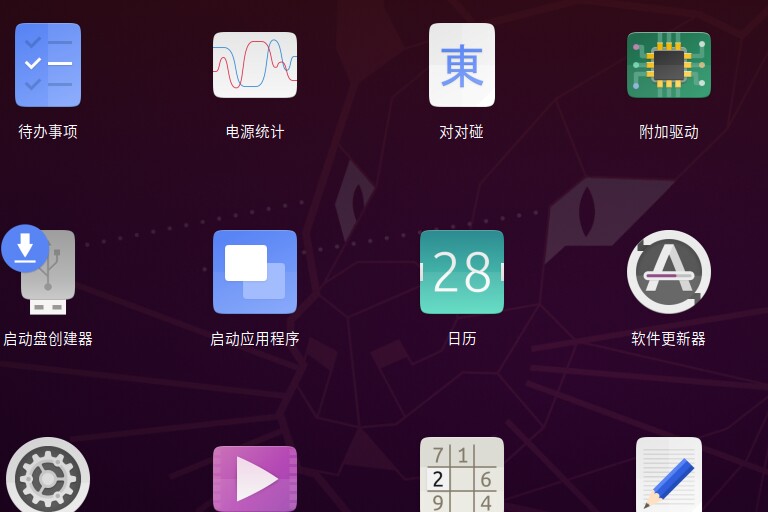 東
待办事项
电源统计
对对碰
附加驱动
28
A
启动盘创建器
启动应用程序
日历
软件更新器
7 1
2 6
9 4